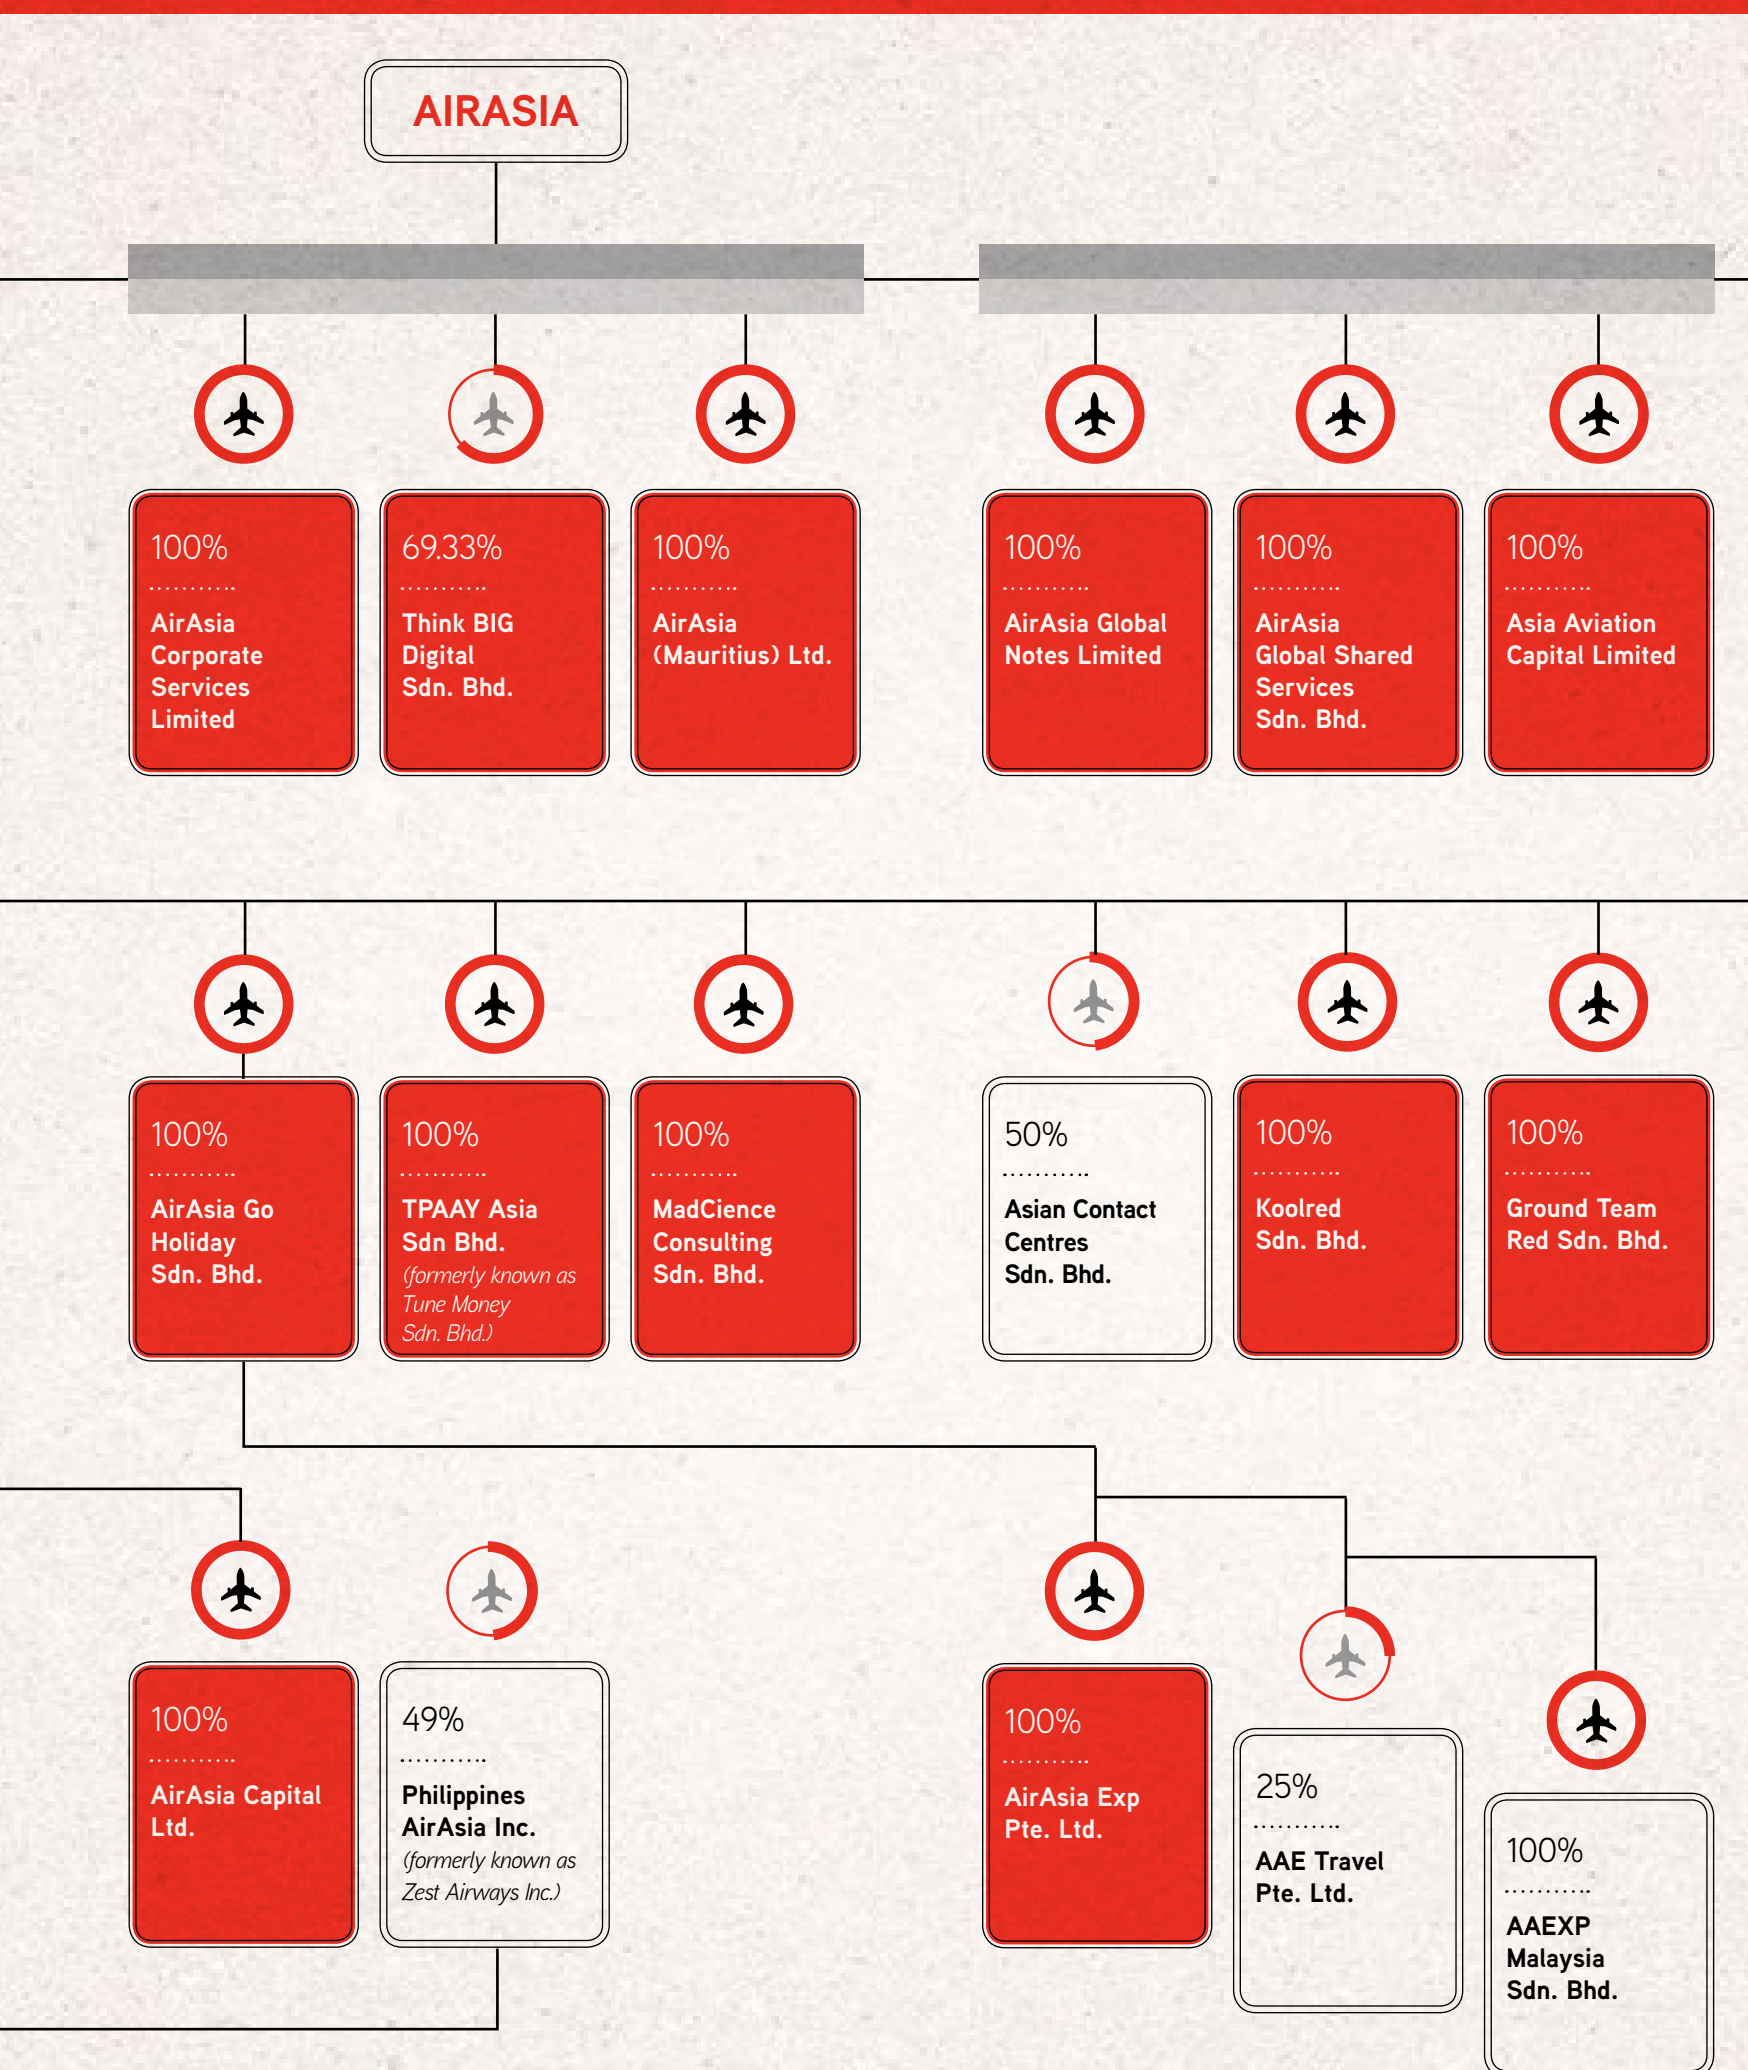 AIRASIA
100%
AirAsia
Corporate
Services
Limited
69.33%
Think BIG
Digital
Sdn. Bhd.
100%
AirAsia
(Mauritius) Ltd.
100%
AirAsia Global
Notes Limited
100%
AirAsia
Global Shared
Services
Sdn. Bhd.
100%
Asia Aviation
Capital Limited
100%
AirAsia Go
Holiday
Sdn. Bhd.
100%
TPAAY Asia
Sdn Bhd.
(formerly known as
Tune Money
Sdn. Bhd.)
100%
MadCience
Consulting
Sdn. Bhd.
50%
Asian Contact
Centres
Sdn. Bhd.
100%
Koolred
Sdn. Bhd.
100%
Ground Team
Red Sdn. Bhd.
100%
AirAsia Capital
Ltd.
49%
Philippines
AirAsia Inc.
(formerly known as
Zest Airways Inc.)
100%
AirAsia Exp
Pte. Ltd.
25%
AAE Travel
Pte. Ltd.
100%
AAEXP
Malaysia
Sdn. Bhd.